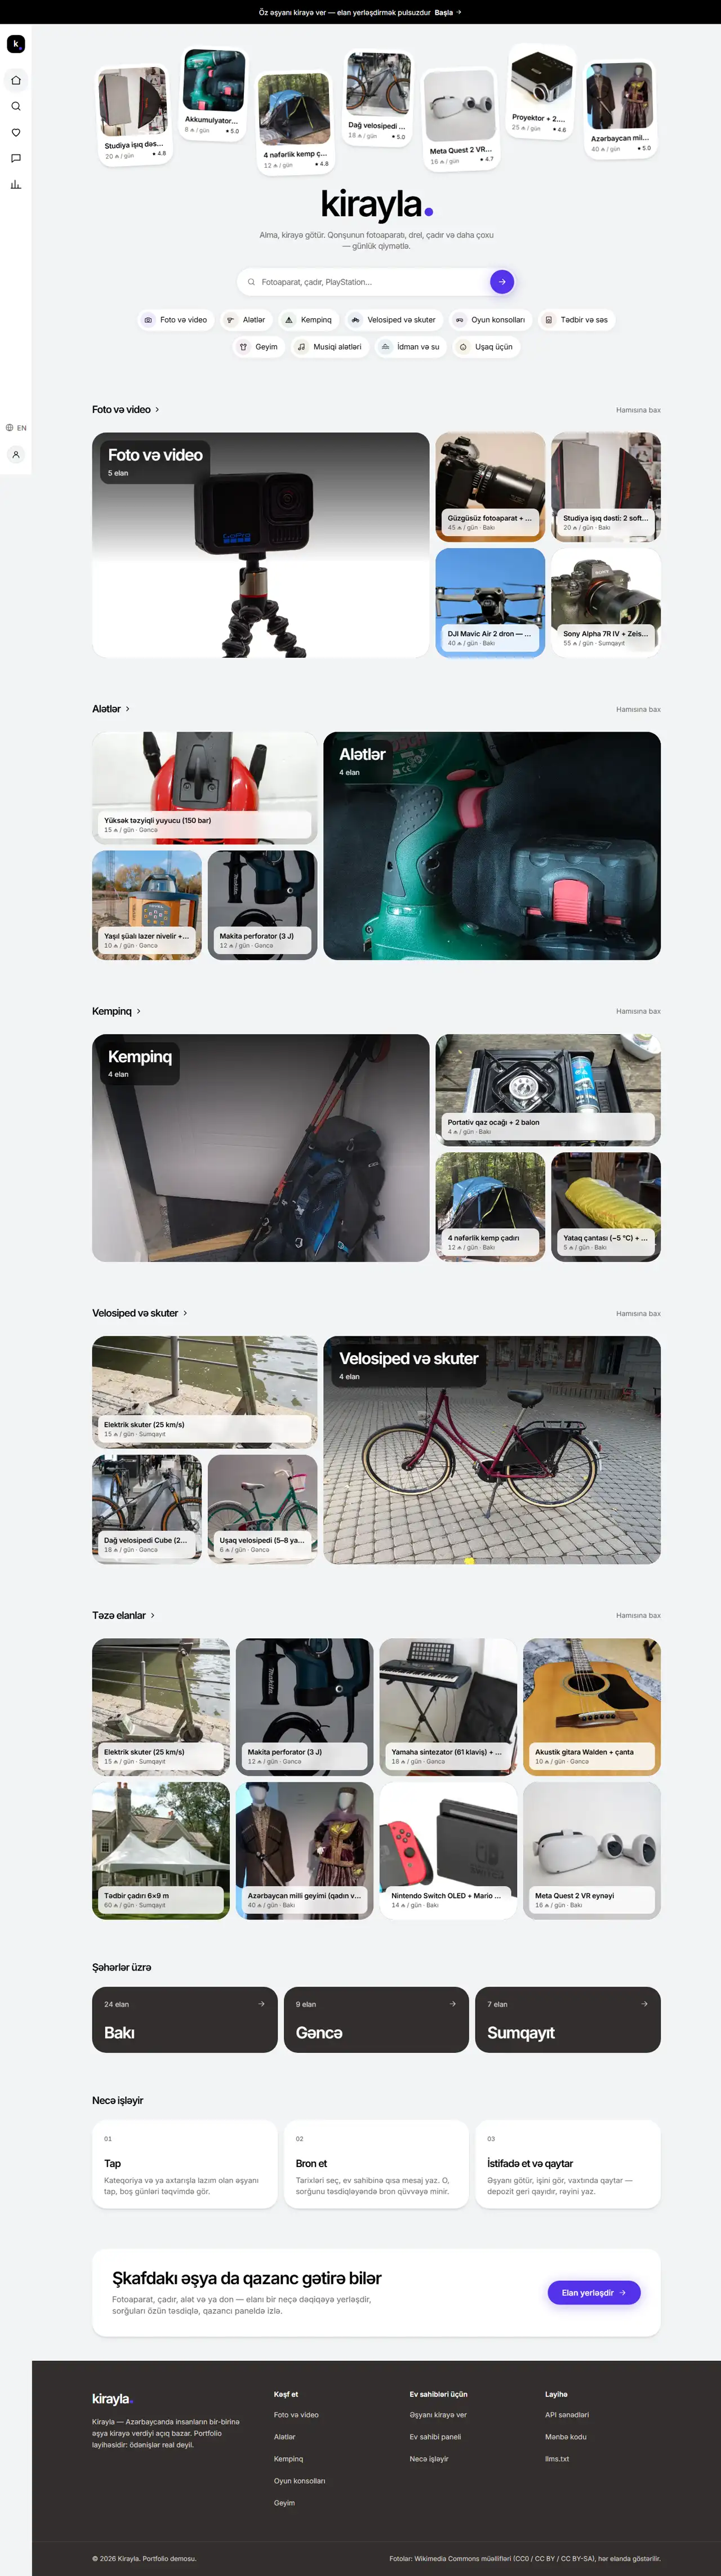 Öz əşyanı kirayə ver — elan yerləşdirmək pulsuzdur Başla →
k.
Studiya işıq dəs...
20 ₼ / gün ★ 4.8
Akkumulyator...
8 ₼ / gün ★ 5.0
4 nəfərlik kemp ç...
12 ₼ / gün ★ 4.8
Dağ velosipedi ...
18 ₼ / gün ★ 5.0
Meta Quest 2 VR...
16 ₼ / gün ★ 4.7
Proyektor + 2....
25 ₼ / gün ★ 4.6
Azərbaycan mil...
40 ₼ / gün ★ 5.0
kirayla.
Alma, kirayə götür. Qonşunun fotoaparatı, drel, çadır və daha çoxu
— günlük qiymətlə.
Fotoaparat, çadır, PlayStation...
Foto və video
Alətlər
Kempinq
Velosiped və skuter
Oyun konsolları
Tədbir və səs
Geyim
Musiqi alətləri
İdman və su
Uşaq üçün
EN
Foto və video
Hamısına bax
Foto və video
5 elan
Güzgüsüz fotoaparat + ...
45 ₼ / gün · Bakı
Studiya işıq dəsti: 2 soft...
20 ₼ / gün · Bakı
DJI Mavic Air 2 dron — ...
40 ₼ / gün · Bakı
SONY
Sony Alpha 7R IV + Zeis...
55 ₼ / gün · Sumqayıt
Alətlər
Hamısına bax
Yüksək təzyiqli yuyucu (150 bar)
15 ₼ / gün · Gəncə
Alətlər
4 elan
Yaşıl şüalı lazer nivelir +...
10 ₼ / gün · Gəncə
Makita
Makita perforator (3 J)
12 ₼ / gün · Gəncə
Kempinq
Hamısına bax
Kempinq
4 elan
Portativ qaz ocağı + 2 balon
4 ₼ / gün · Bakı
4 nəfərlik kemp çadırı
12 ₼ / gün · Bakı
Yataq çantası (−5 °C) + ...
5 ₼ / gün · Bakı
Velosiped və skuter
Hamısına bax
Elektrik skuter (25 km/s)
15 ₼ / gün · Sumqayıt
Velosiped və skuter
4 elan
Dağ velosipedi Cube (2...
18 ₼ / gün · Gəncə
Uşaq velosipedi (5–8 ya...
6 ₼ / gün · Gəncə
Təzə elanlar
Hamısına bax
Elektrik skuter (25 km/s)
15 ₼ / gün · Sumqayıt
Makita
Makita perforator (3 J)
12 ₼ / gün · Gəncə
Yamaha sintezator (61 klaviş) + ...
18 ₼ / gün · Gəncə
Akustik gitara Walden + çanta
10 ₼ / gün · Gəncə
Tədbir çadırı 6×9 m
60 ₼ / gün · Sumqayıt
Azərbaycan milli geyimi (qadın v...
40 ₼ / gün · Bakı
Nintendo Switch OLED + Mario ...
14 ₼ / gün · Bakı
Meta Quest 2 VR eynəyi
16 ₼ / gün · Bakı
Şəhərlər üzrə
24 elan →
Bakı
9 elan →
Gəncə
7 elan →
Sumqayıt
Necə işləyir
01
Tap
Kateqoriya və ya axtarışla lazım olan əşyanı
tap, boş günləri təqvimdə gör.
02
Bron et
Tarixləri seç, ev sahibinə qısa mesaj yaz. O,
sorğunu təsdiqləyəndə bron qüvvəyə minir.
03
İstifadə et və qaytar
Əşyanı götür, işini gör, vaxtında qaytar —
depozit geri qayıdır, rəyini yaz.
Şkafdakı əşya da qazanc gətirə bilər
Fotoaparat, çadır, alət və ya don — elanı bir neçə dəqiqəyə yerləşdir,
sorğuları özün təsdiqlə, qazancı paneldə izlə.
Elan yerləşdir →
kirayla.
Kirayla — Azərbaycanda insanların bir-birinə
əşya kirayə verdiyi açıq bazar. Portfolio
layihəsidir: ödənişlər real deyil.
Kəşf et
Foto və video
Alətlər
Kempinq
Oyun konsolları
Geyim
Ev sahibləri üçün
Əşyanı kirayə ver
Ev sahibi paneli
Necə işləyir
Layihə
API sənədləri
Mənbə kodu
llms.txt
© 2026 Kirayla. Portfolio demosu.
Fotolar: Wikimedia Commons müəllifləri (CC0 / CC BY / CC BY-SA), hər elanda göstərilir.